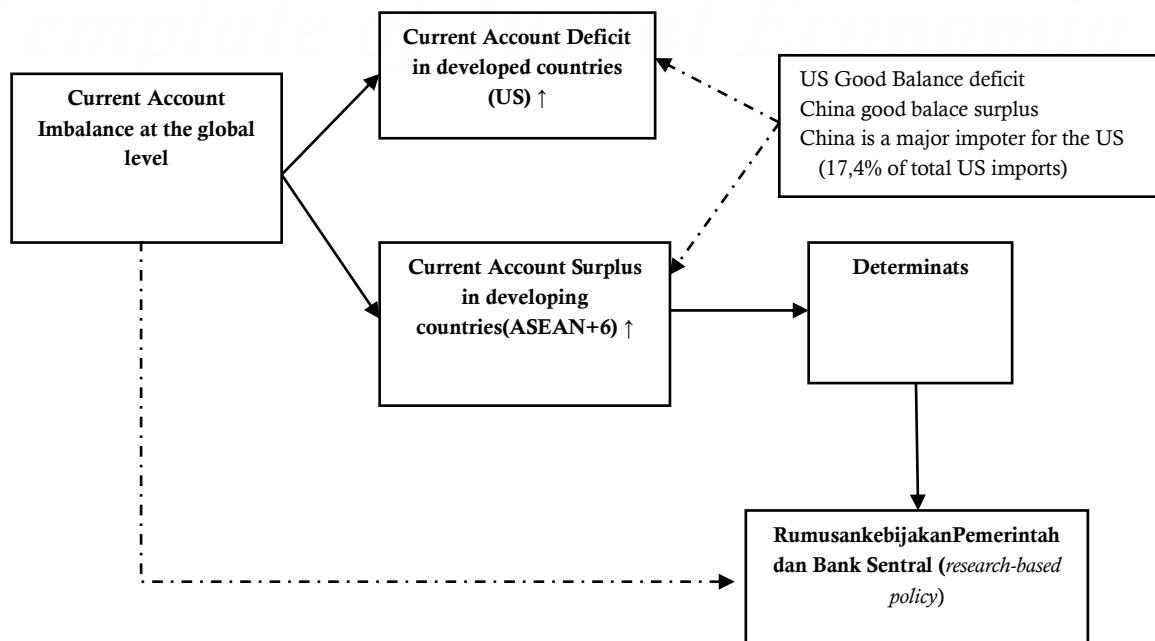 Current Account Deficit
in developed countries
(US) ↑
Current Account
Imbalance at the global
level
US Good Balance deficit
China good balace surplus
China is a major impoter for the US
(17,4% of total US imports)
Current Account Surplus
in developing
countries(ASEAN+6) ↑
Determinats
RumusankebijakanPemerintah
dan Bank Sentral (research-based
policy)